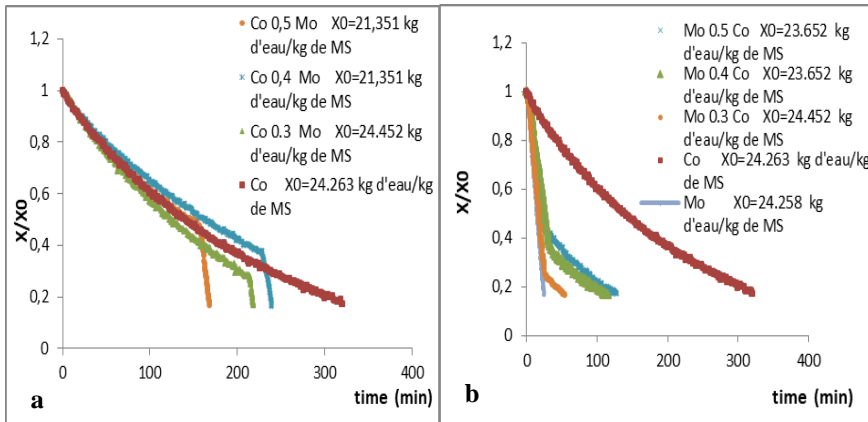 1,2
1
0,8
0,6
0,4
0,2
0
X/X0
0
100
200
300
400
time (min)
a
Co 0,5 Mo X0=21,351 kg
d'eau/kg de MS
Co 0,4 Mo X0=21,351 kg
d'eau/kg de MS
Co 0.3 Mo X0=24.452 kg
d'eau/kg de MS
Co X0=24.263 kg d'eau/kg
de MS
1,2
1
0,8
0,6
0,4
0,2
0
X/X0
0
100
200
300
400
time (min)
b
Mo 0.5 Co X0=23.652 kg
d'eau/kg de MS
Mo 0.4 Co X0=23.652 kg
d'eau/kg de MS
Mo 0.3 Co X0=24.452 kg
d'eau/kg de MS
Co X0=24.263 kg d'eau/kg
de MS
Mo X0=24.258 kg
d'eau/kg de MS